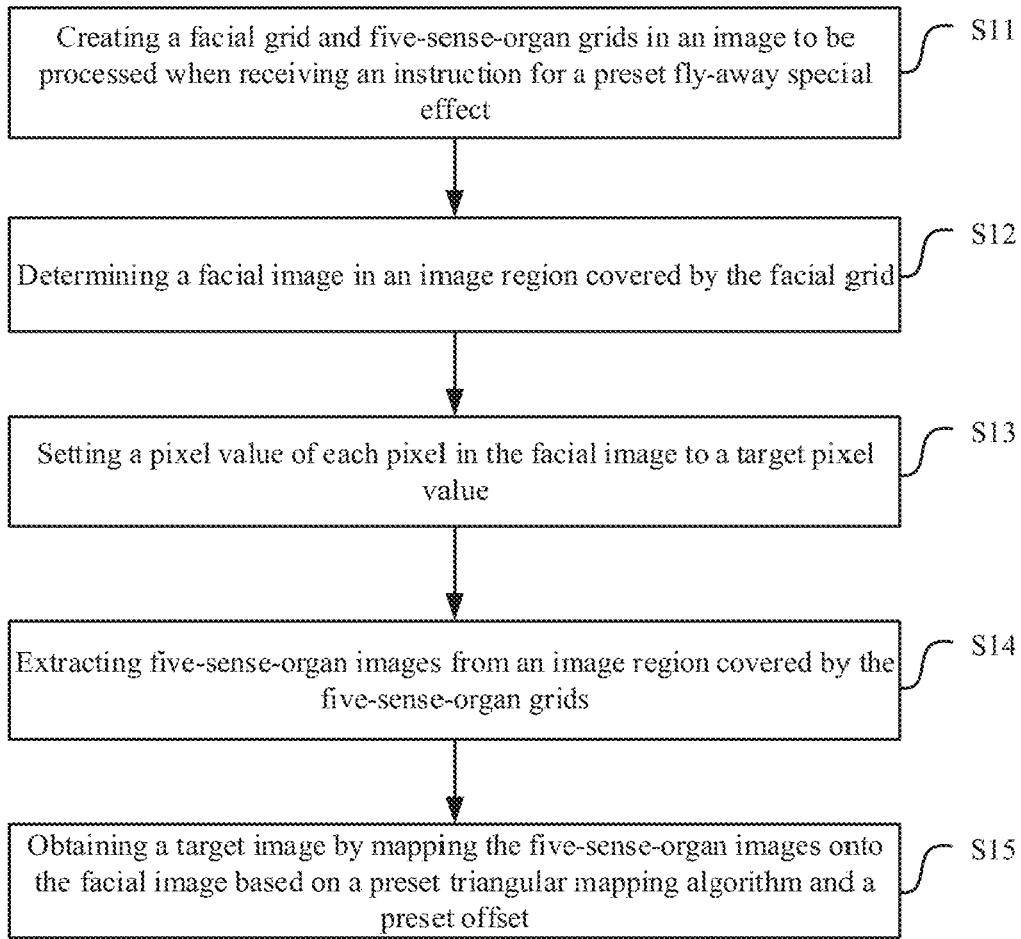 Creating a facial grid and five-sense-organ grids in an image to be
processed when receiving an instruction for a preset fly-away special
effect
S11
Determining a facial image in an image region covered by the facial grid
S12
Setting a pixel value of each pixel in the facial image to a target pixel
value
S13
Extracting five-sense-organ images from an image region covered by the
five-sense-organ grids
S14
Obtaining a target image by mapping the five-sense-organ images onto
the facial image based on a preset triangular mapping algorithm and a
preset offset
S15